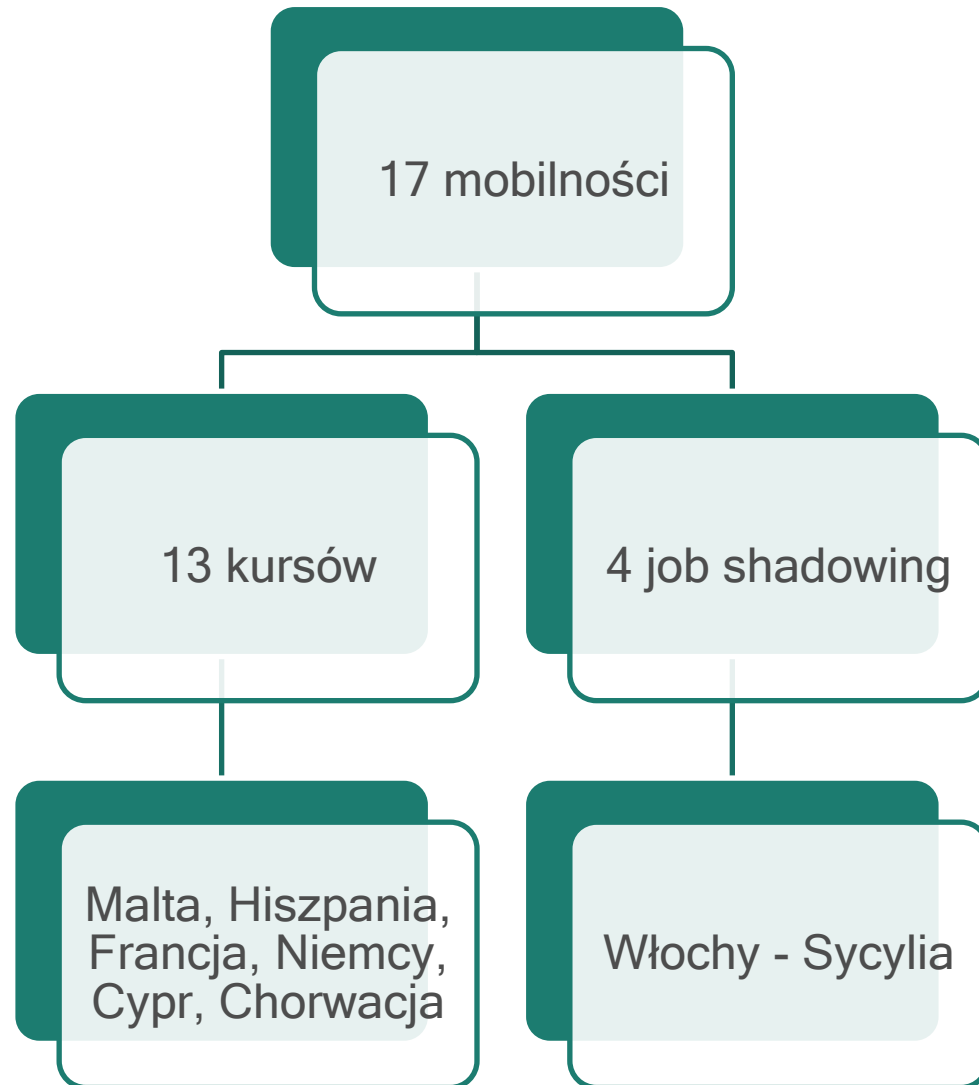 17 mobilności
13 kursów
4 job shadowing
Malta, Hiszpania,
Francja, Niemcy,
Cypr, Chorwacja
Włochy - Sycylia